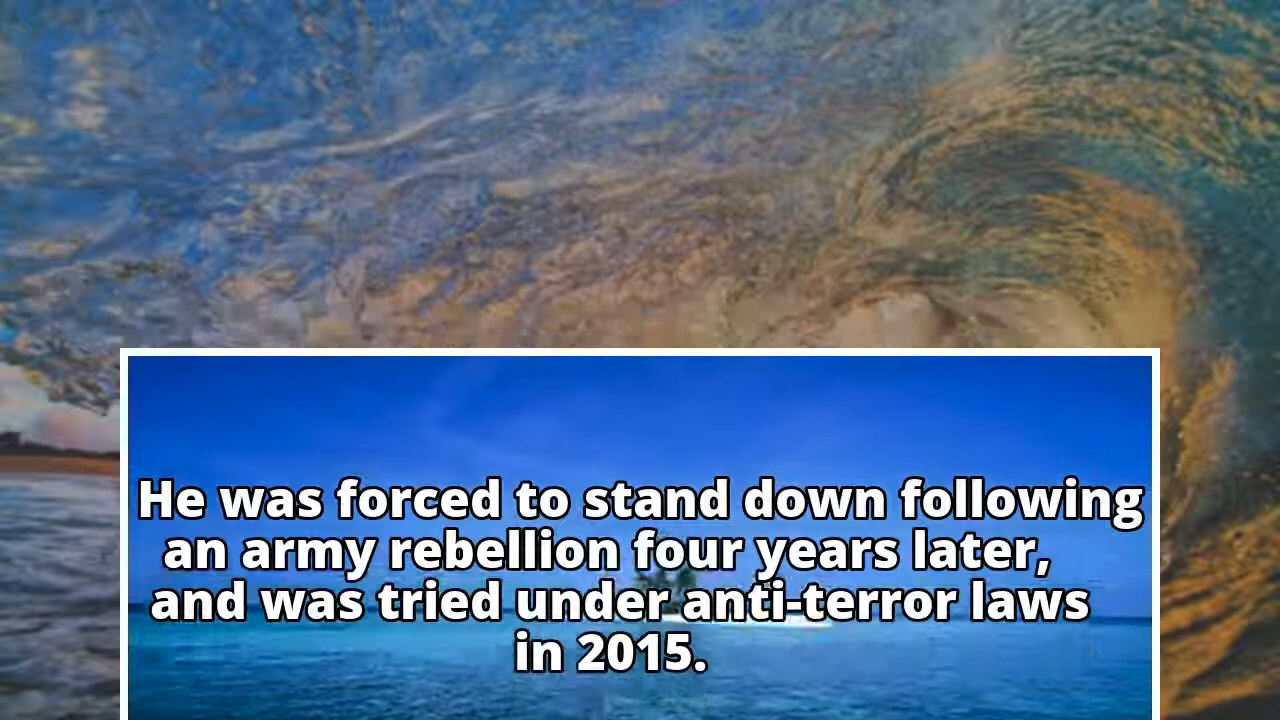 He was forced to stand down following
an army rebellion four years later,
and was tried under anti-terror laws
in 2015.